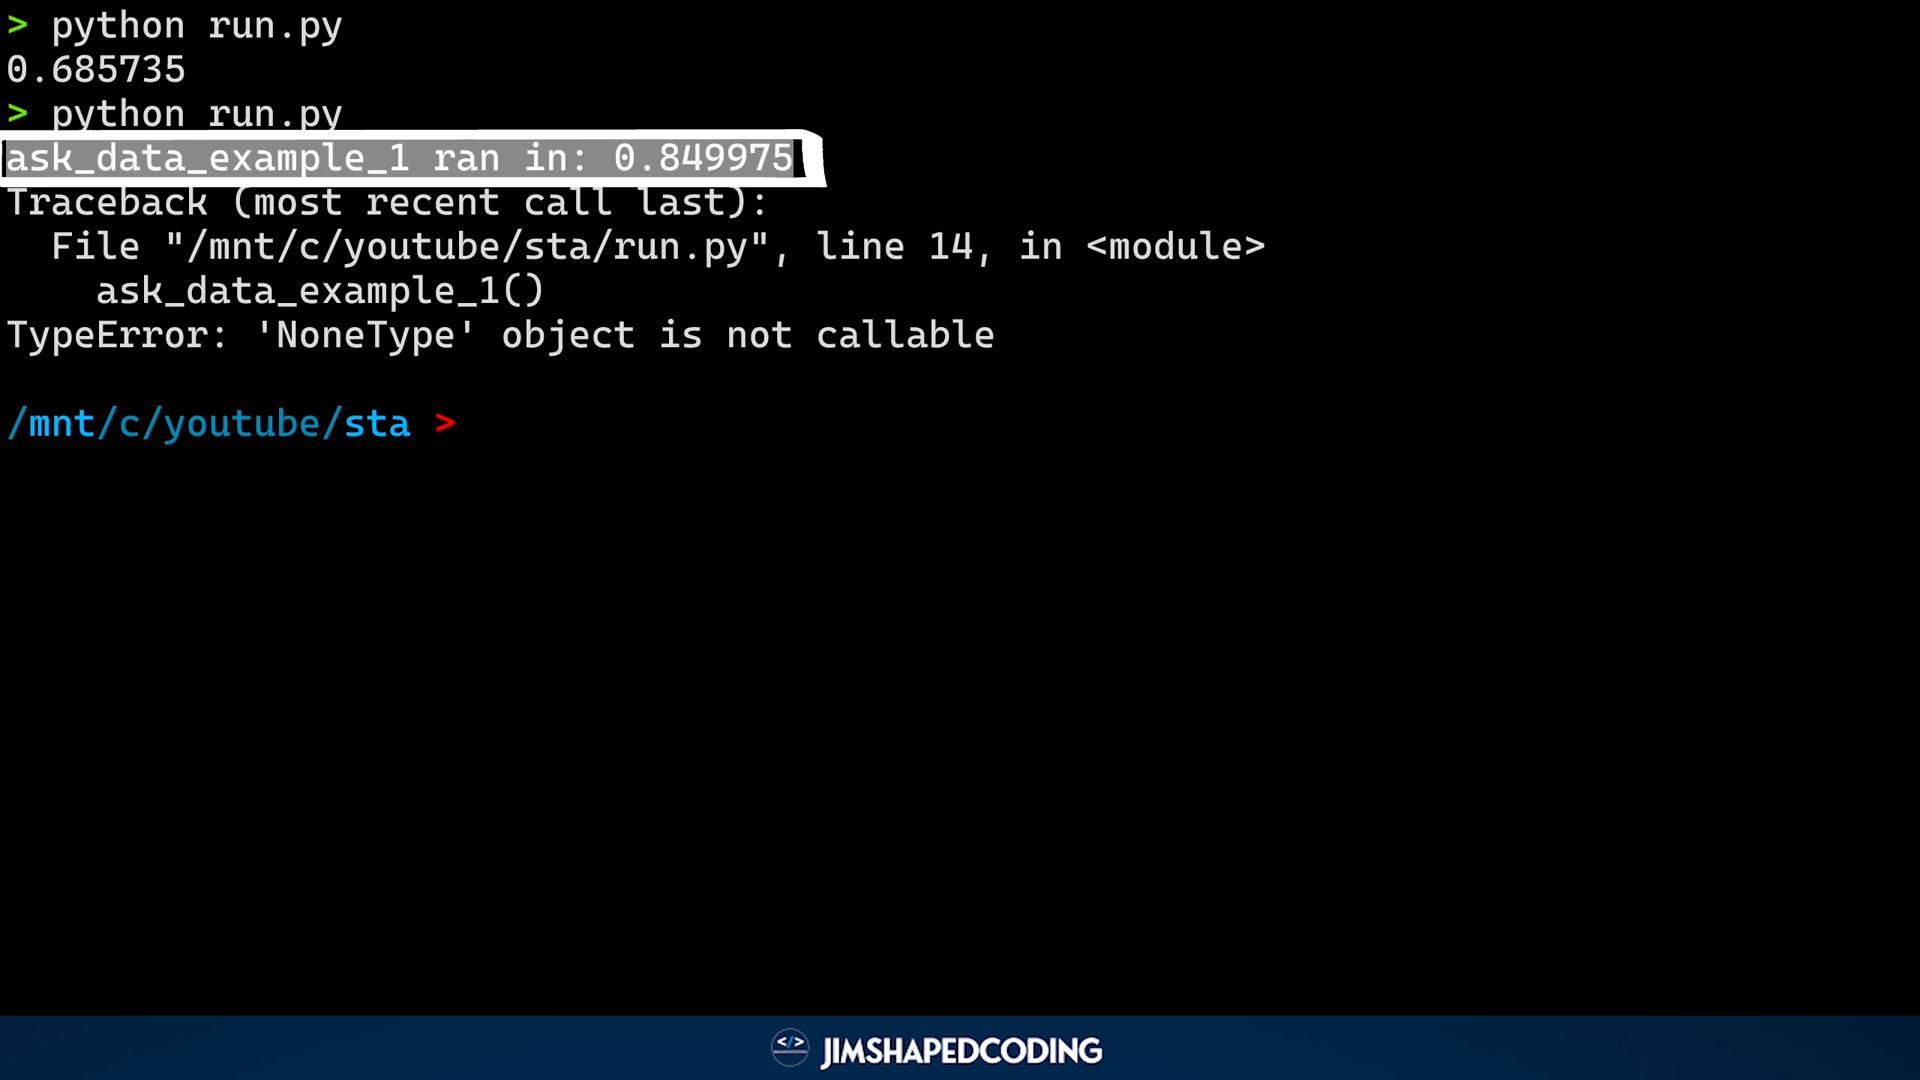 > python run.py
0.685735
> python run.py
ask_data_example_1 ran in: 0.849975
Traceback (most recent call last):
  File "/mnt/c/youtube/sta/run.py", line 14, in <module>
    ask_data_example_1()
TypeError: 'NoneType' object is not callable
/mnt/c/youtube/sta >
</> JIMSHAPEDCODING